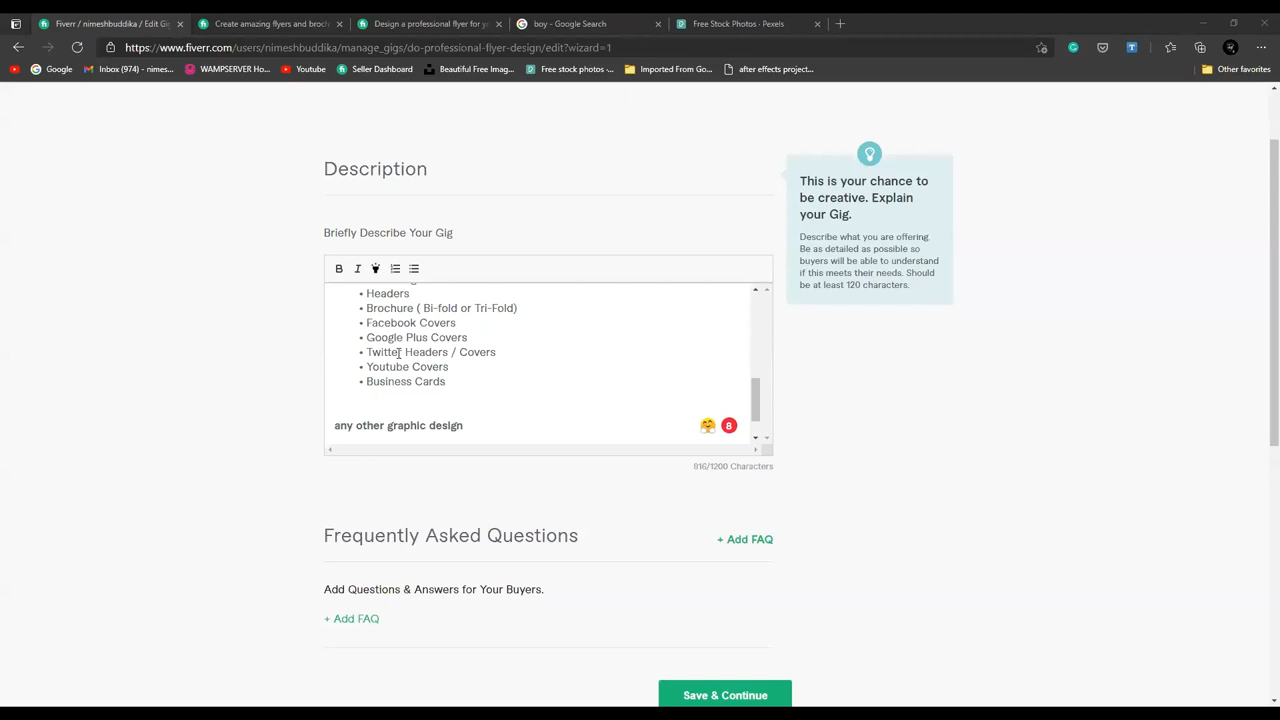 Fiverr / nimeshbuddika / Edit Gig
Create amazing flyers and broch
Design a professional flyer for yo
boy - Google Search
Free Stock Photos - Pexels
https://www.fiverr.com/users/nimeshbuddika/manage_gigs/do-professional-flyer-design/edit?wizard=1
Google
Inbox (974) - nimes...
WAMPSERVER Ho...
Youtube
Seller Dashboard
Beautiful Free Imag...
Free stock photos -...
Imported From Go...
after effects project...
Other favorites
Description
Briefly Describe Your Gig
B I
• Headers
• Brochure ( Bi-fold or Tri-Fold)
• Facebook Covers
• Google Plus Covers
• Twitter Headers / Covers
• Youtube Covers
• Business Cards
any other graphic design
8
816/1200 Characters
This is your chance to
be creative. Explain
your Gig.
Describe what you are offering.
Be as detailed as possible so
buyers will be able to understand
if this meets their needs. Should
be at least 120 characters.
Frequently Asked Questions
+ Add FAQ
Add Questions & Answers for Your Buyers.
+ Add FAQ
Save & Continue